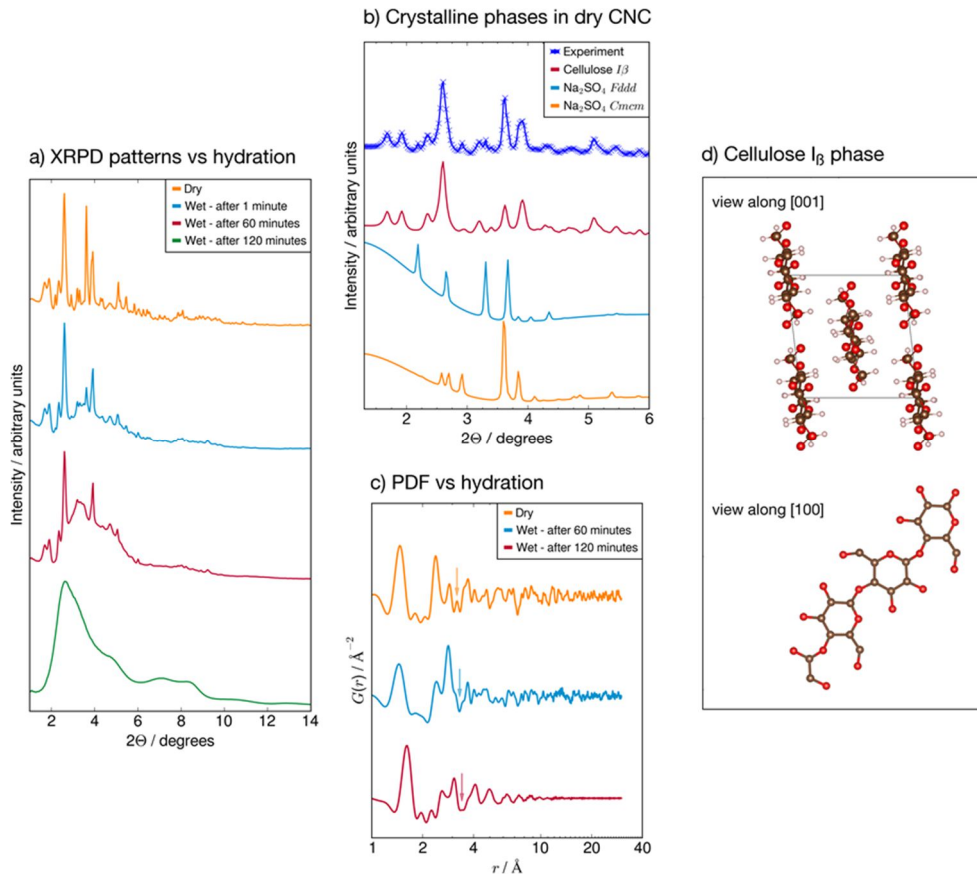 a) XRPD patterns vs hydration
Dry
Wet - after 1 minute
Wet - after 60 minutes
Wet - after 120 minutes
Intensity / arbitrary units
2 4 6 8 10 12 14
2Θ / degrees
b) Crystalline phases in dry CNC
Experiment
Cellulose Iβ
Na₂SO₄ Fddd
Na₂SO₄ Cmcm
Intensity / arbitrary units
2 3 4 5 6
2Θ / degrees
c) PDF vs hydration
Dry
Wet - after 60 minutes
Wet - after 120 minutes
G(r) / Å⁻²
1 2 4 10 20 40
r / Å
d) Cellulose Iβ phase
view along [001]
view along [100]